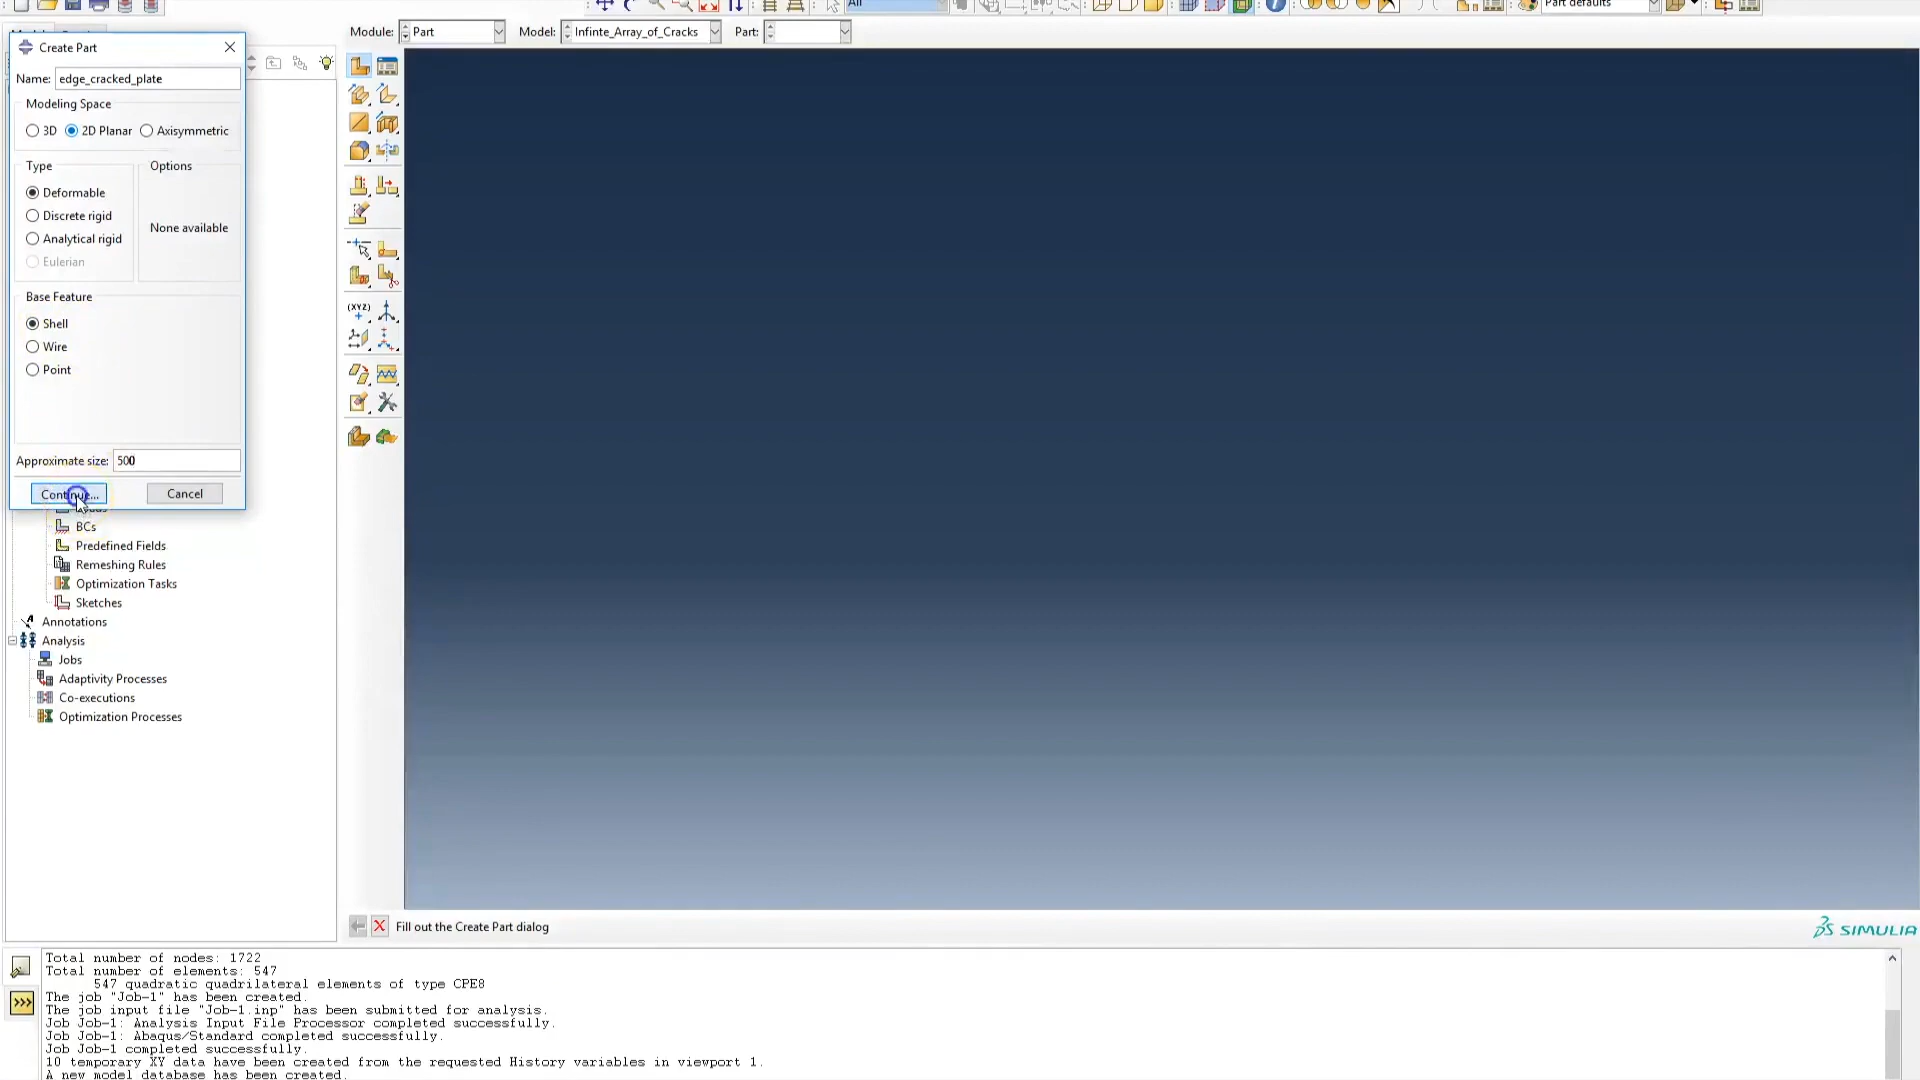 All
Part defaults
Module:
Part
Model:
Infinte_Array_of_Cracks
Part:
Create Part
Name:
edge_cracked_plate
Modeling Space
3D
2D Planar
Axisymmetric
Type
Options
Deformable
Discrete rigid
Analytical rigid
Eulerian
None available
Base Feature
Shell
Wire
Point
Approximate size:
500
Continue...
Cancel
BCs
Predefined Fields
Remeshing Rules
Optimization Tasks
Sketches
Annotations
Analysis
Jobs
Adaptivity Processes
Co-executions
Optimization Processes
(XYZ)
Fill out the Create Part dialog
SIMULIA
>>>
Total number of nodes: 1722
Total number of elements: 547
547 quadratic quadrilateral elements of type CPE8
The job "Job-1" has been created.
The job input file "Job-1.inp" has been submitted for analysis.
Job Job-1: Analysis Input File Processor completed successfully.
Job Job-1: Abaqus/Standard completed successfully.
Job Job-1 completed successfully.
10 temporary XY data have been created from the requested History variables in viewport 1.
A new model database has been created.